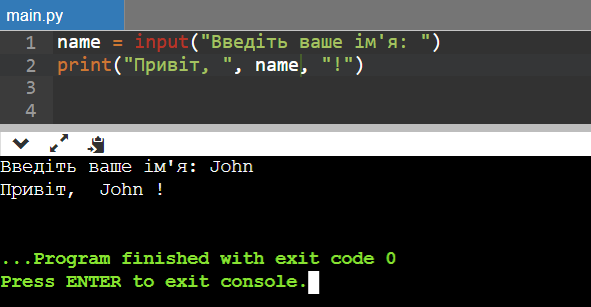 main.py
1 name = input("Введіть ваше ім'я: ")
2 print("Привіт, ", name, "!")
3
4
Введіть ваше ім'я: John
Привіт,  John !
...Program finished with exit code 0
Press ENTER to exit console.